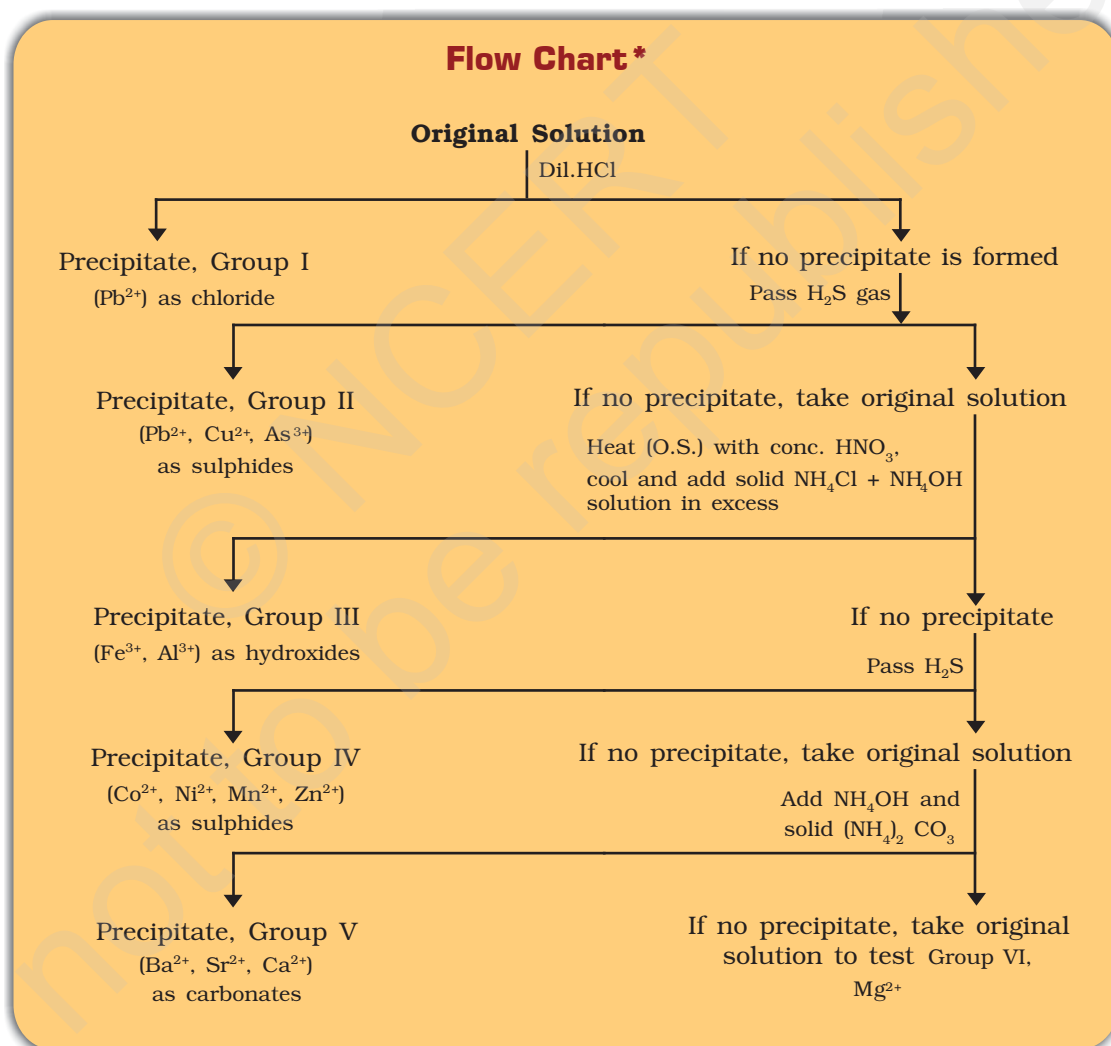 Flow Chart*
Original Solution
Dil.HCl
Precipitate, Group I
(Pb²⁺) as chloride
If no precipitate is formed
Pass H₂S gas
Precipitate, Group II
(Pb²⁺, Cu²⁺, As³⁺)
as sulphides
If no precipitate, take original solution
Heat (O.S.) with conc. HNO₃,
cool and add solid NH₄Cl + NH₄OH
solution in excess
Precipitate, Group III
(Fe³⁺, Al³⁺) as hydroxides
If no precipitate
Pass H₂S
Precipitate, Group IV
(Co²⁺, Ni²⁺, Mn²⁺, Zn²⁺)
as sulphides
If no precipitate, take original solution
Add NH₄OH and
solid (NH₄)₂ CO₃
Precipitate, Group V
(Ba²⁺, Sr²⁺, Ca²⁺)
as carbonates
If no precipitate, take original
solution to test Group VI,
Mg²⁺
© NCERT
not to be republishe